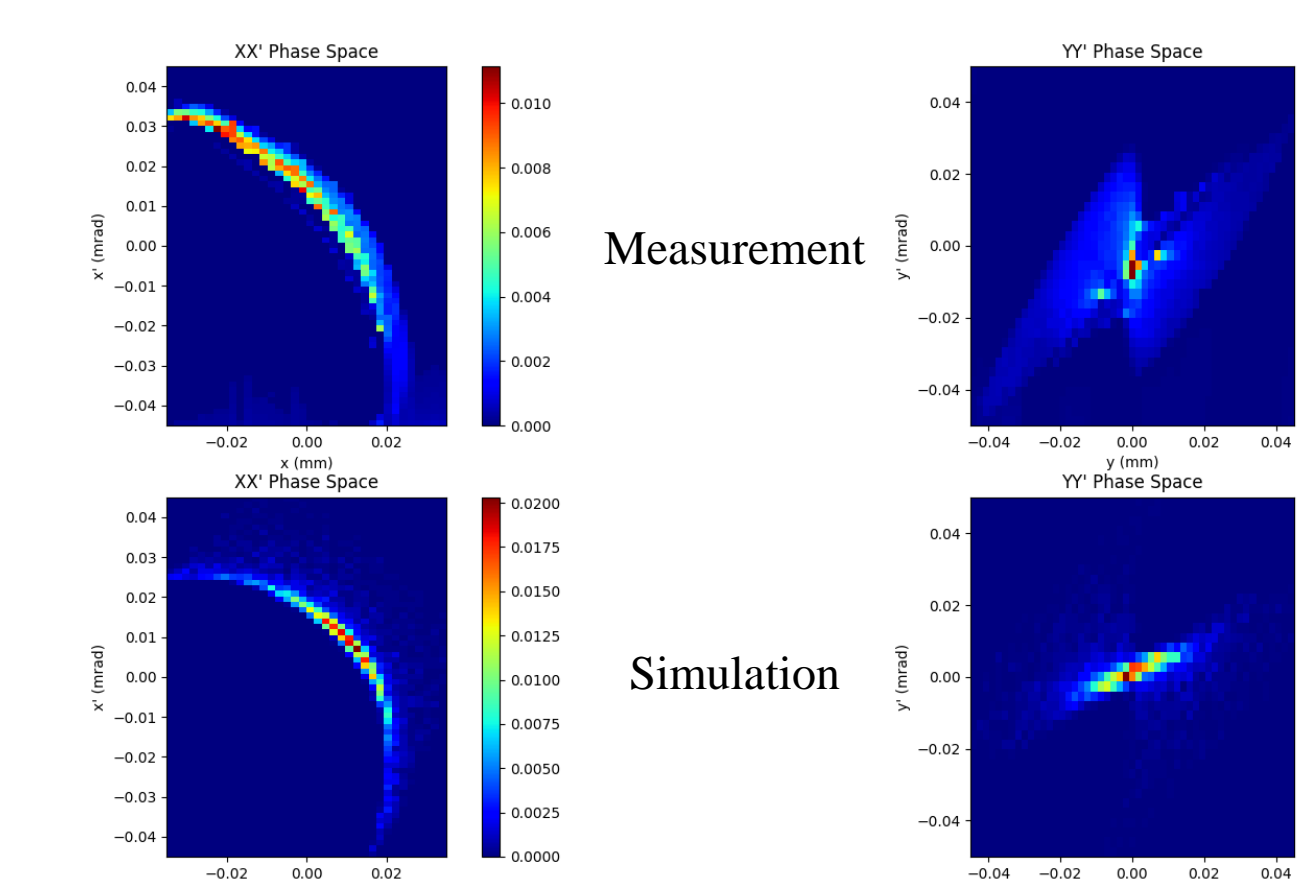 XX' Phase Space
0.04
0.03
0.02
0.01
0.00
−0.01
−0.02
−0.03
−0.04
x' (mrad)
−0.02 0.00 0.02
x (mm)
0.010
0.008
0.006
0.004
0.002
0.000
Measurement
YY' Phase Space
0.04
0.02
0.00
−0.02
−0.04
y' (mrad)
−0.04 −0.02 0.00 0.02 0.04
y (mm)
XX' Phase Space
0.04
0.03
0.02
0.01
0.00
−0.01
−0.02
−0.03
−0.04
x' (mrad)
−0.02 0.00 0.02
0.0200
0.0175
0.0150
0.0125
0.0100
0.0075
0.0050
0.0025
0.0000
Simulation
YY' Phase Space
0.04
0.02
0.00
−0.02
−0.04
y' (mrad)
−0.04 −0.02 0.00 0.02 0.04